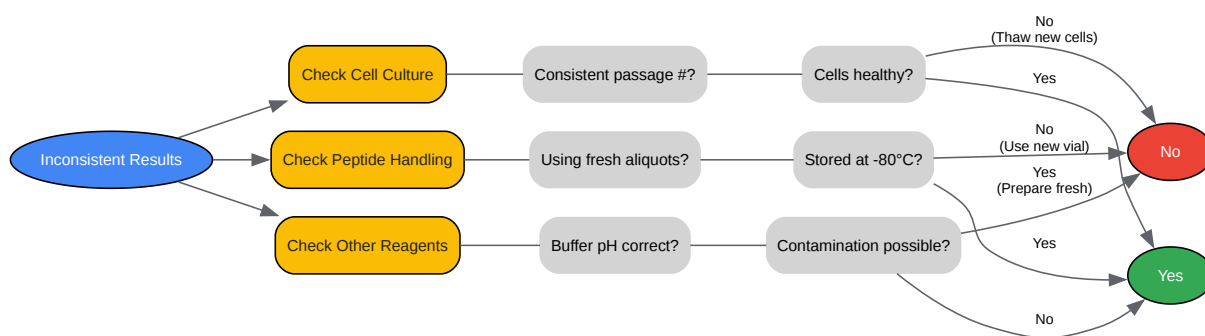 No
(Thaw new cells)
Check Cell Culture
Consistent passage #?
Cells healthy?
Yes
No
(Use new vial)
Inconsistent Results
Check Peptide Handling
Using fresh aliquots?
Stored at -80°C?
No
Yes
(Prepare fresh)
Check Other Reagents
Buffer pH correct?
Contamination possible?
Yes
Yes
No